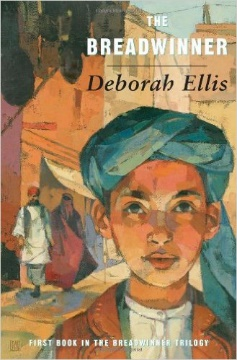 THE
BREADWINNER
Deborah Ellis
FIRST BOOK IN THE BREADWINNER TRILOGY